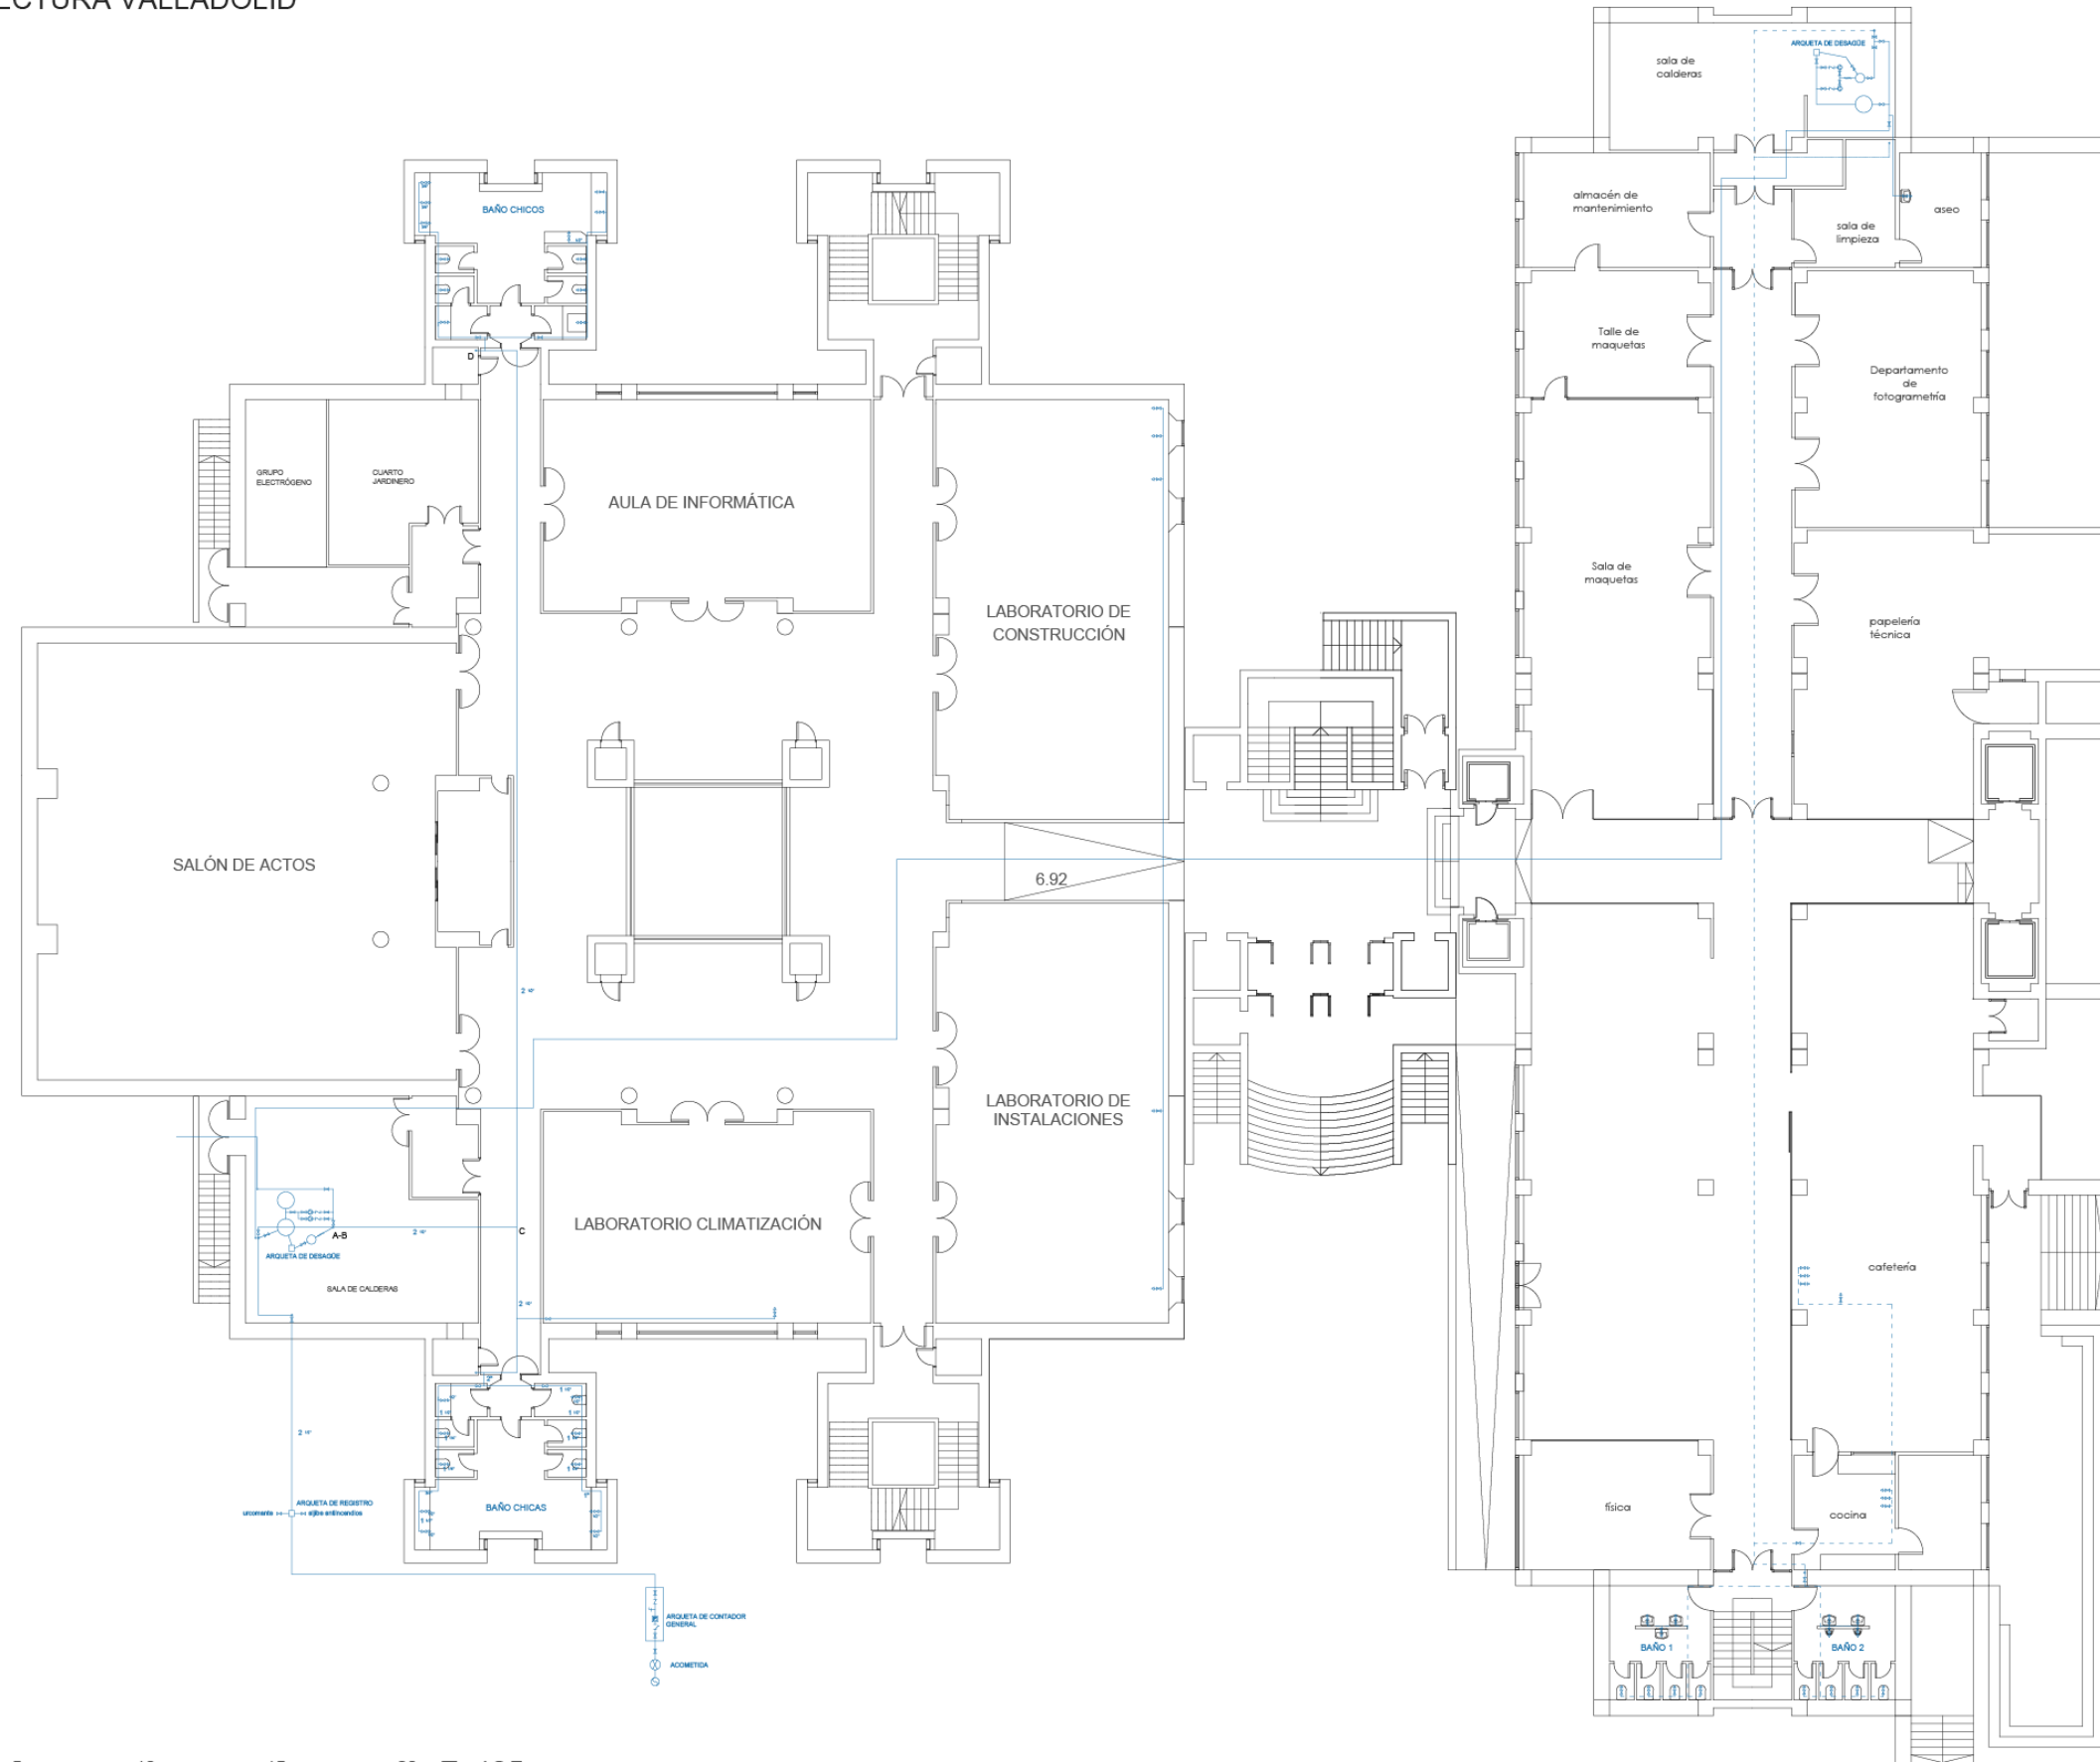 ECTURA VALLADOLID
ARQUETA DE DESAGÜE
sala de
calderas
almacén de
mantenimiento
sala de
limpieza
aseo
BAÑO CHICOS
D
Talle de
maquetas
Departamento
de
fotogrametría
GRUPO
ELECTRÓGENO
CUARTO
JARDINERO
AULA DE INFORMÁTICA
Sala de
maquetas
LABORATORIO DE
CONSTRUCCIÓN
papelería
técnica
SALÓN DE ACTOS
6.92
LABORATORIO DE
INSTALACIONES
LABORATORIO CLIMATIZACIÓN
C
A-B
ARQUETA DE DESAGÜE
SALA DE CALDERAS
cafetería
ARQUETA DE REGISTRO
BAÑO CHICAS
física
cocina
ARQUETA DE CONTADOR
GENERAL
ACOMETIDA
BAÑO 1
BAÑO 2